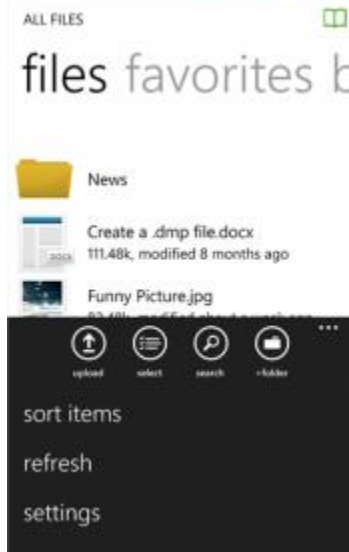 ALL FILES
files favorites b
News
Create a .dmp file.docx
111.48k, modified 8 months ago
DOCX
Funny Picture.jpg
upload select search +folder
sort items
refresh
settings